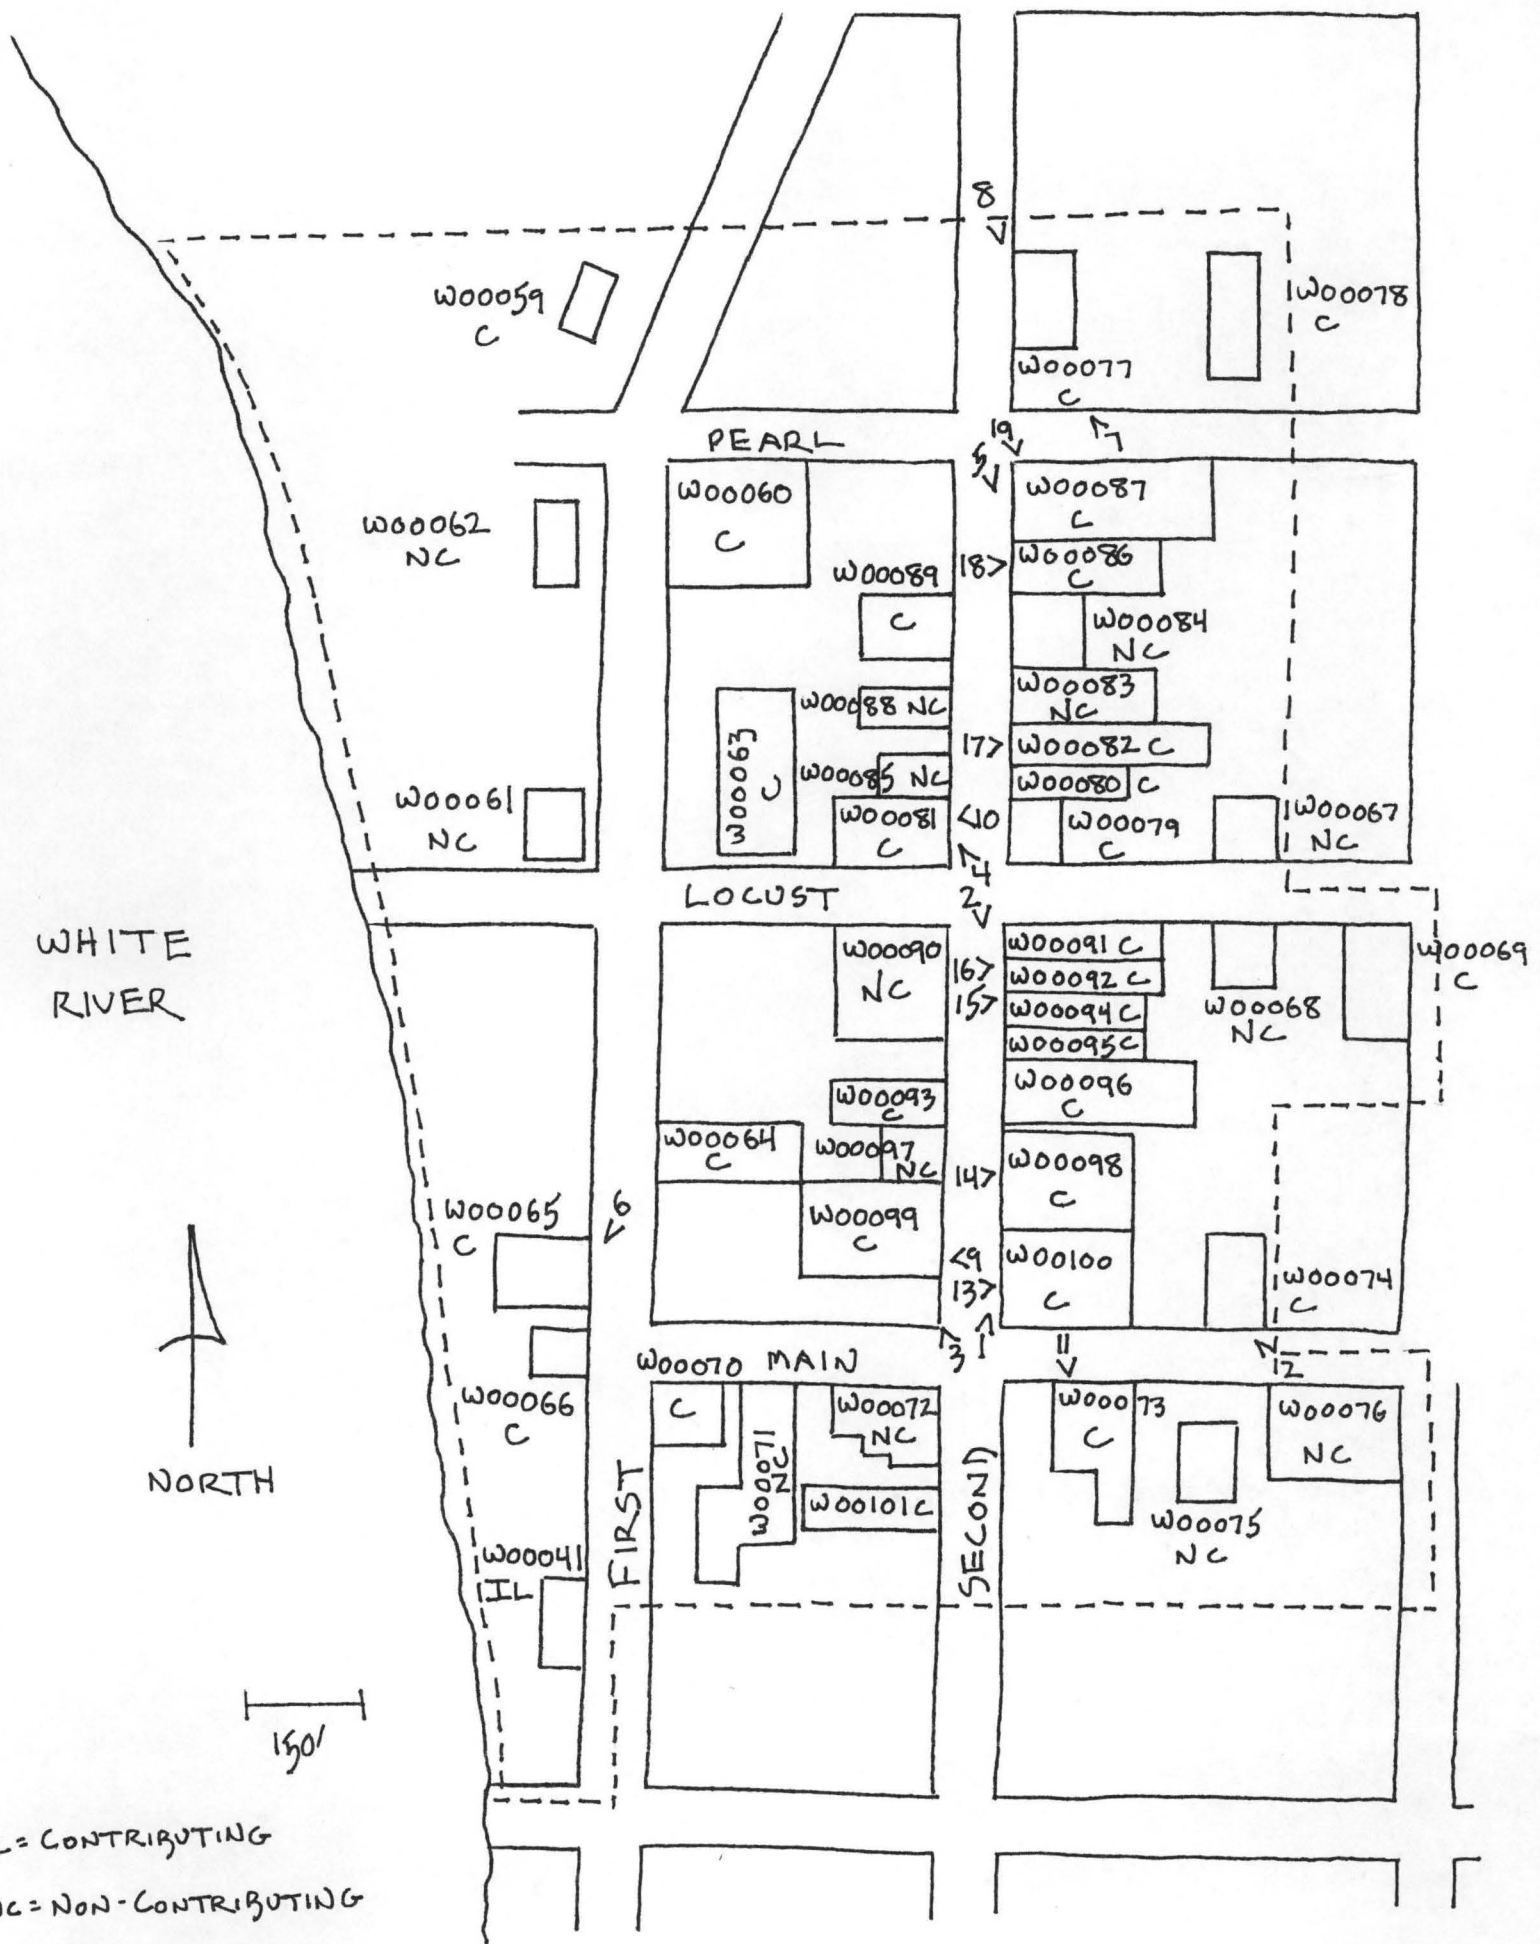 8
W00059
C
W00078
C
W00077
C
PEARL
19
5
7
W00060
C
W00087
C
W00062
NC
W00089
C
18
W00086
C
W00084
NC
W00083
NC
W00088 NC
17
W00082 C
W00063
C
W00085 NC
W00080 C
W00061
NC
W00081
C
10
W00079
C
W00067
NC
4
LOCUST
2
WHITE
RIVER
W00090
NC
W00091 C
16
W00092 C
15
W00094 C
W00095 C
W00068
NC
W00069
C
W00096
C
W00093
C
W00064
C
W00097
NC
14
W00098
C
W00065
C
6
W00099
C
9
13
W00100
C
W00074
C
3
1
11
12
W00070
C
MAIN
W00066
C
W00071
NC
W00072
NC
W00073
C
W00076
NC
NORTH
FIRST
W00101 C
SECOND
W00075
NC
W00041
HL
150'
C = CONTRIBUTING
NC = NON-CONTRIBUTING